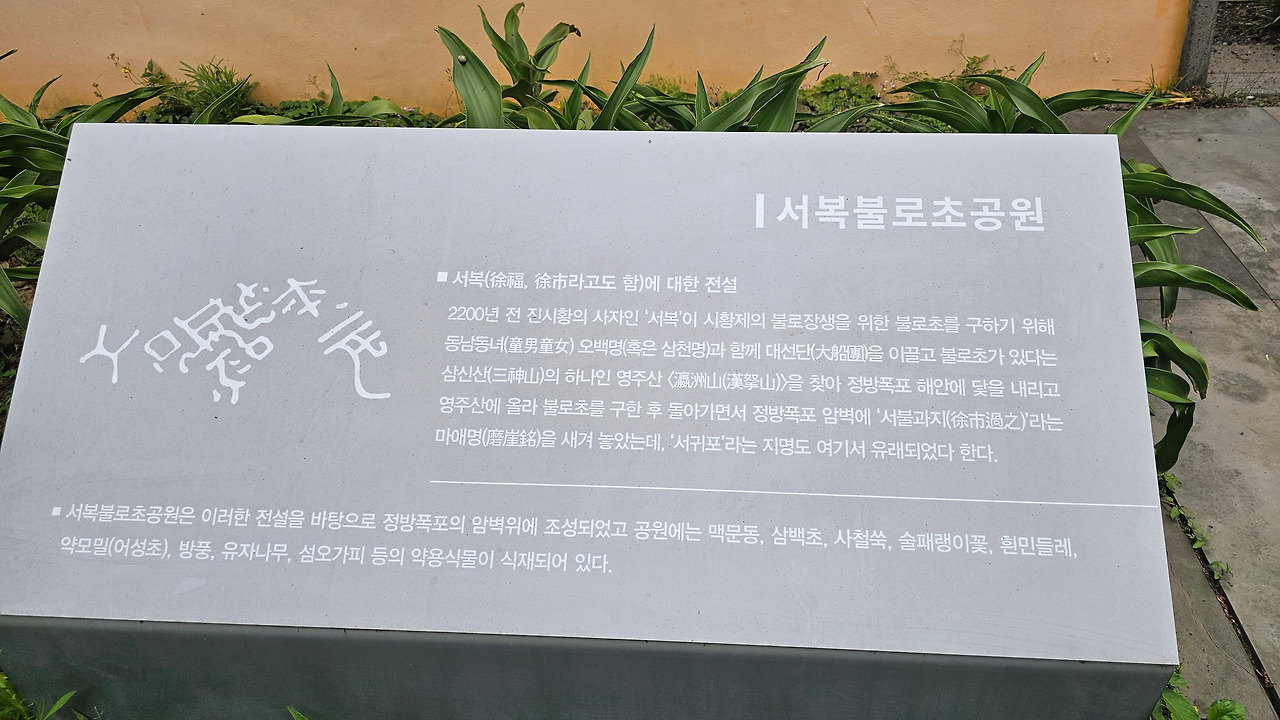 서복불로초공원
■ 서복(徐福, 徐市라고도 함)에 대한 전설
2200년 전 진시황의 사자인 '서복'이 시황제의 불로장생을 위한 불로초를 구하기 위해
동남동녀(童男童女) 오백명(혹은 삼천명)과 함께 대선단(大船團)을 이끌고 불로초가 있다는
삼신산(三神山)의 하나인 영주산 〈瀛洲山(漢拏山)〉을 찾아 정방폭포 해안에 닻을 내리고
영주산에 올라 불로초를 구한 후 돌아가면서 정방폭포 암벽에 '서불과지(徐市過之)'라는
마애명(磨崖銘)을 새겨 놓았는데, '서귀포'라는 지명도 여기서 유래되었다 한다.
■ 서복불로초공원은 이러한 전설을 바탕으로 정방폭포의 암벽위에 조성되었고 공원에는 맥문동, 삼백초, 사철쑥, 술패랭이꽃, 흰민들레,
약모밀(어성초), 방풍, 유자나무, 섬오가피 등의 약용식물이 식재되어 있다.